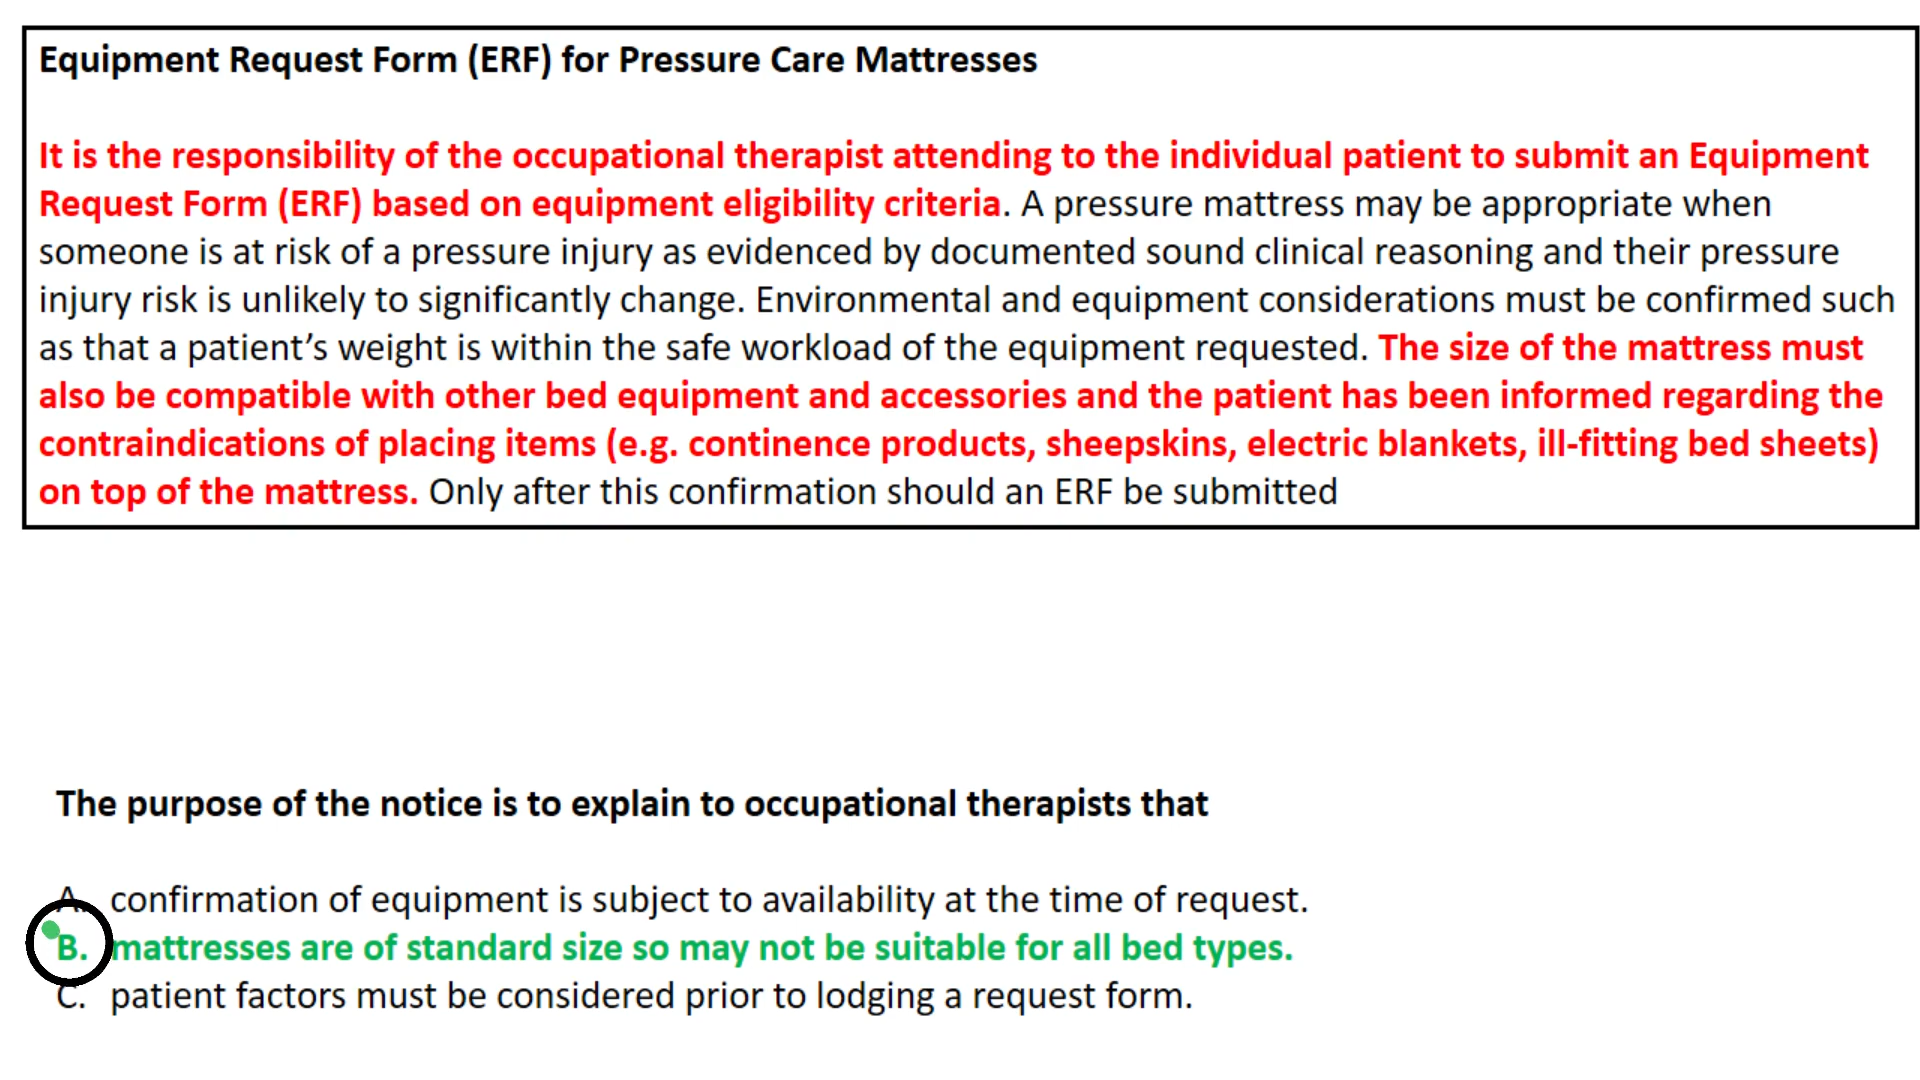 Equipment Request Form (ERF) for Pressure Care Mattresses
It is the responsibility of the occupational therapist attending to the individual patient to submit an Equipment
Request Form (ERF) based on equipment eligibility criteria. A pressure mattress may be appropriate when
someone is at risk of a pressure injury as evidenced by documented sound clinical reasoning and their pressure
injury risk is unlikely to significantly change. Environmental and equipment considerations must be confirmed such
as that a patient’s weight is within the safe workload of the equipment requested. The size of the mattress must
also be compatible with other bed equipment and accessories and the patient has been informed regarding the
contraindications of placing items (e.g. continence products, sheepskins, electric blankets, ill-fitting bed sheets)
on top of the mattress. Only after this confirmation should an ERF be submitted
The purpose of the notice is to explain to occupational therapists that
A. confirmation of equipment is subject to availability at the time of request.
B. mattresses are of standard size so may not be suitable for all bed types.
C. patient factors must be considered prior to lodging a request form.